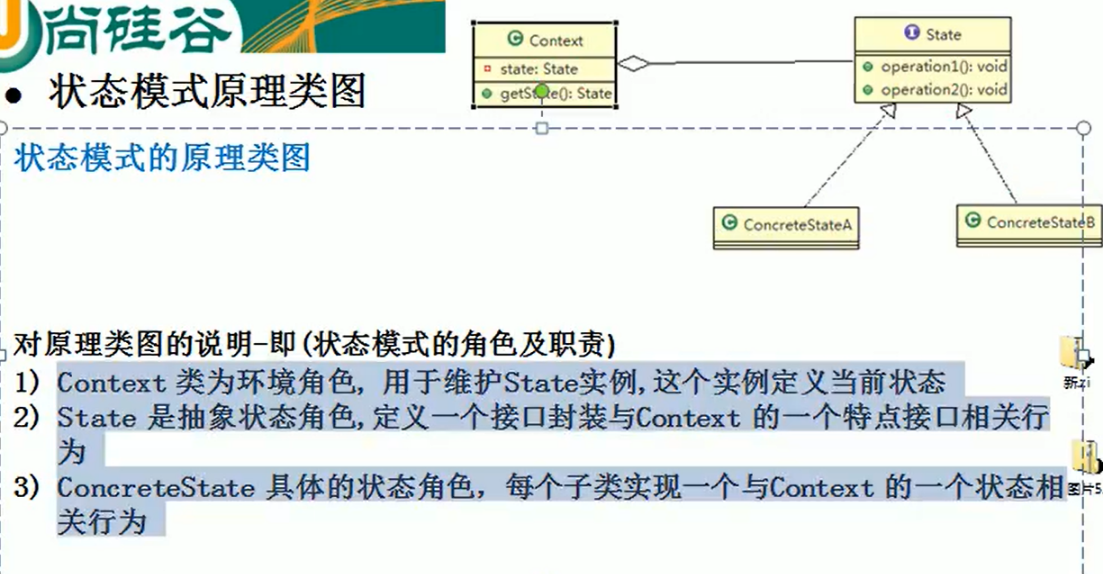 尚硅谷
● 状态模式原理类图
Context
state: State
getState(): State
State
operation1(): void
operation2(): void
ConcreteStateA
ConcreteStateB
状态模式的原理类图
对原理类图的说明-即(状态模式的角色及职责)
1) Context 类为环境角色, 用于维护State实例,这个实例定义当前状态
2) State 是抽象状态角色,定义一个接口封装与Context 的一个特点接口相关行
为
3) ConcreteState 具体的状态角色，每个子类实现一个与Context 的一个状态相
关行为
图片5